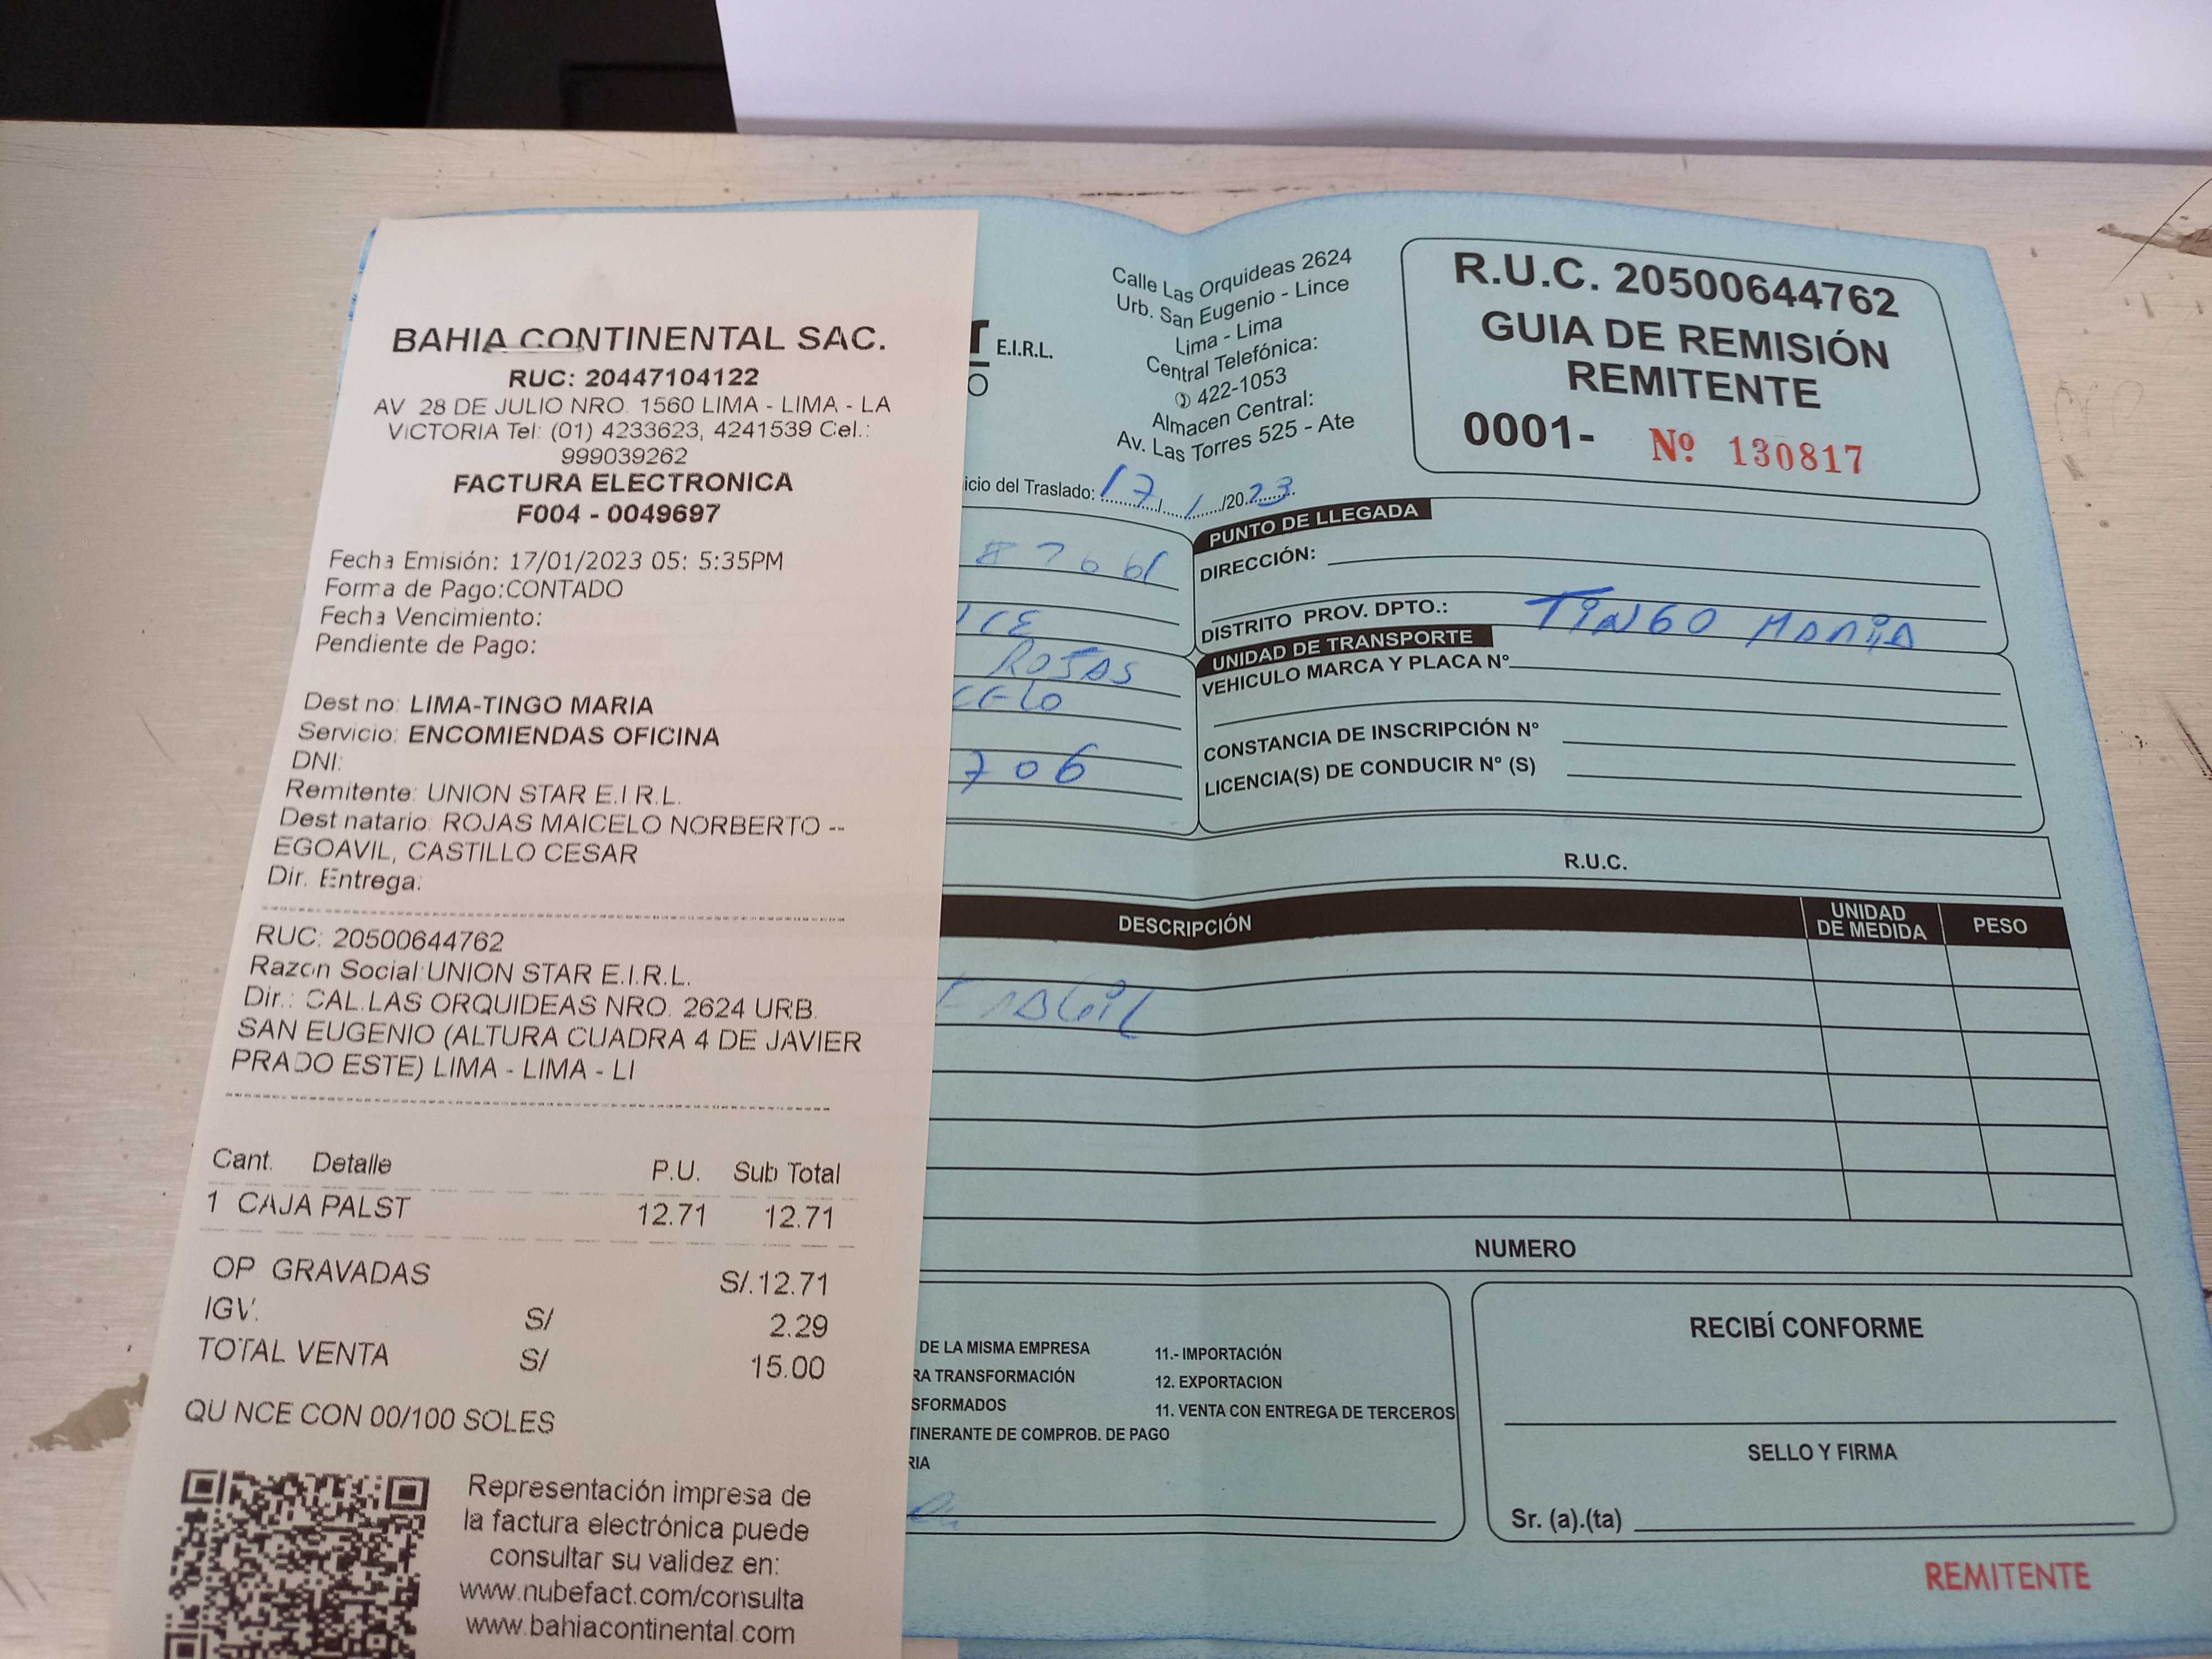 BAHIA CONTINENTAL SAC.
RUC: 20447104122
AV 28 DE JULIO NRO. 1560 LIMA - LIMA - LA
VICTORIA Tel: (01) 4233623, 4241539 Cel.:
999039262
FACTURA ELECTRONICA
F004 - 0049697
Fecha Emisión: 17/01/2023 05: 5:35PM
Forma de Pago:CONTADO
Fecha Vencimiento:
Pendiente de Pago:
Dest no: LIMA-TINGO MARIA
Servicio: ENCOMIENDAS OFICINA
DNI:
Remitente: UNION STAR E.I.R.L.
Dest natario: ROJAS MAICELO NORBERTO --
EGOAVIL, CASTILLO CESAR
Dir. Entrega:
RUC: 20500644762
Razon Social:UNION STAR E.I.R.L.
Dir.: CAL.LAS ORQUIDEAS NRO. 2624 URB.
SAN EUGENIO (ALTURA CUADRA 4 DE JAVIER
PRADO ESTE) LIMA - LIMA - LI
Cant. Detalle P.U. Sub Total
1 CAJA PALST 12.71 12.71
OP GRAVADAS S/.12.71
IGV. S/ 2.29
TOTAL VENTA S/ 15.00
QU NCE CON 00/100 SOLES
Representación impresa de
la factura electrónica puede
consultar su validez en:
www.nubefact.com/consulta
www.bahiacontinental.com
T E.I.R.L.
O
Calle Las Orquideas 2624
Urb. San Eugenio - Lince
Lima - Lima
Central Telefónica:
422-1053
Almacen Central:
Av. Las Torres 525 - Ate
R.U.C. 20500644762
GUIA DE REMISIÓN
REMITENTE
0001- Nº 130817
icio del Traslado: 17/1/2023
PUNTO DE LLEGADA
DIRECCIÓN:
DISTRITO PROV. DPTO.: TINGO MARIA
UNIDAD DE TRANSPORTE
VEHICULO MARCA Y PLACA Nº
CONSTANCIA DE INSCRIPCIÓN Nº
LICENCIA(S) DE CONDUCIR Nº (S)
ROJAS
CELO
706
R.U.C.
DESCRIPCIÓN UNIDAD DE MEDIDA PESO
NUMERO
DE LA MISMA EMPRESA 11.- IMPORTACIÓN
RA TRANSFORMACIÓN 12. EXPORTACION
SFORMADOS 11. VENTA CON ENTREGA DE TERCEROS
TINERANTE DE COMPROB. DE PAGO
RIA
RECIBÍ CONFORME
SELLO Y FIRMA
Sr. (a).(ta)
REMITENTE